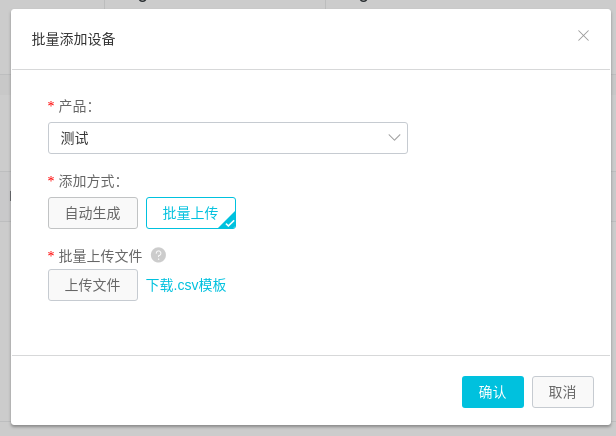 批量添加设备
* 产品：
测试
* 添加方式：
自动生成 批量上传
* 批量上传文件 ?
上传文件 下载.csv模板
确认 取消